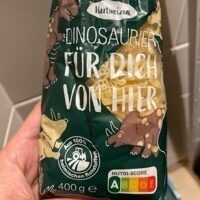 Hartweizen
DINOSAURIER
FÜR DICH
VON HIER
Aus 100%
400 g e
NUTRI-SCORE
A B C D E